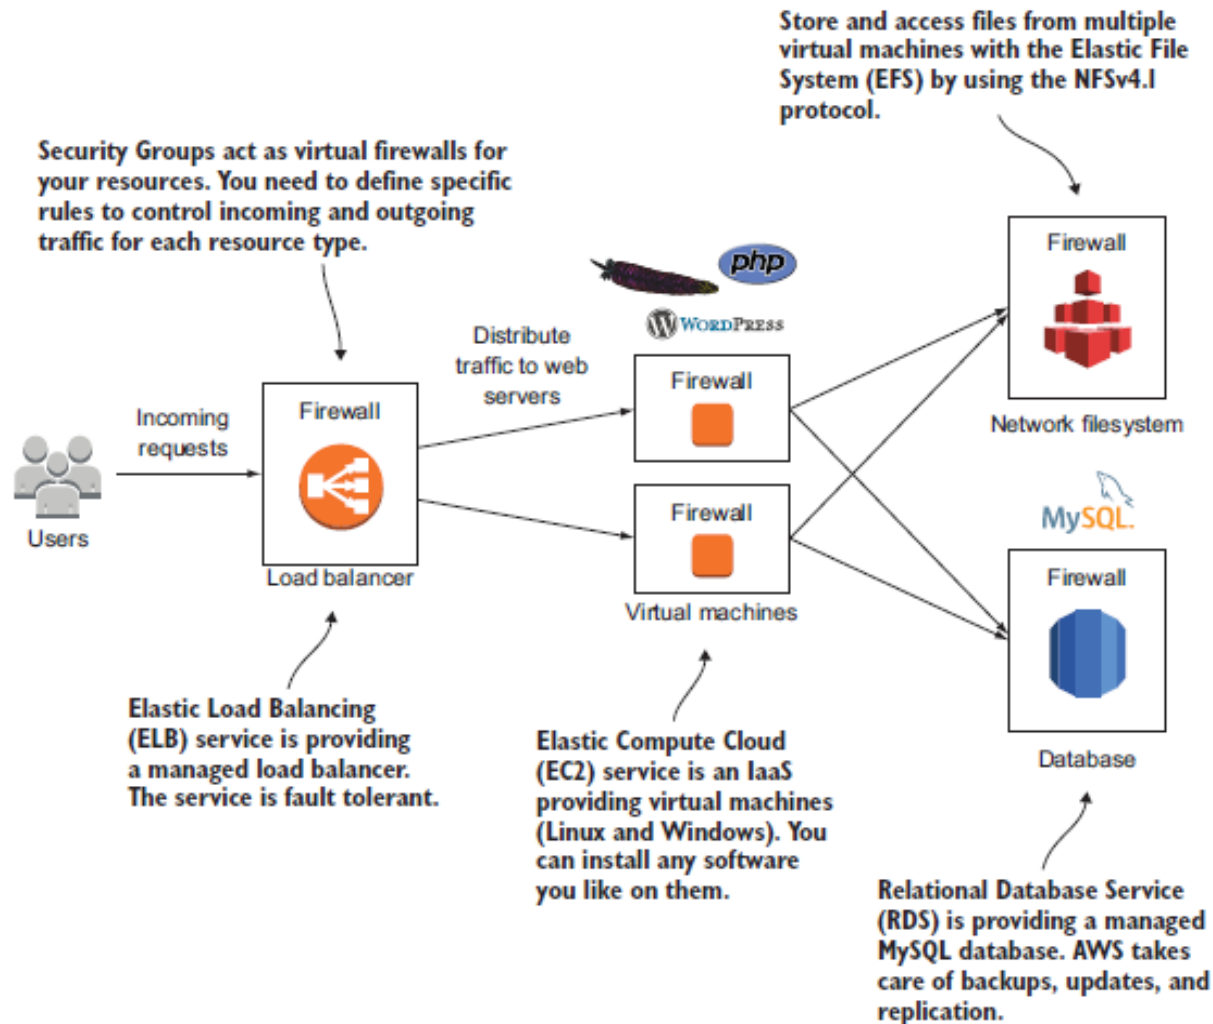 Store and access files from multiple
virtual machines with the Elastic File
System (EFS) by using the NFSv4.1
protocol.
Security Groups act as virtual firewalls for
your resources. You need to define specific
rules to control incoming and outgoing
traffic for each resource type.
php
WORDPRESS
Distribute
traffic to web
servers
Incoming
requests
Users
Firewall
Load balancer
Firewall
Firewall
Virtual machines
Firewall
Network filesystem
MySQL.
Firewall
Database
Elastic Load Balancing
(ELB) service is providing
a managed load balancer.
The service is fault tolerant.
Elastic Compute Cloud
(EC2) service is an IaaS
providing virtual machines
(Linux and Windows). You
can install any software
you like on them.
Relational Database Service
(RDS) is providing a managed
MySQL database. AWS takes
care of backups, updates, and
replication.